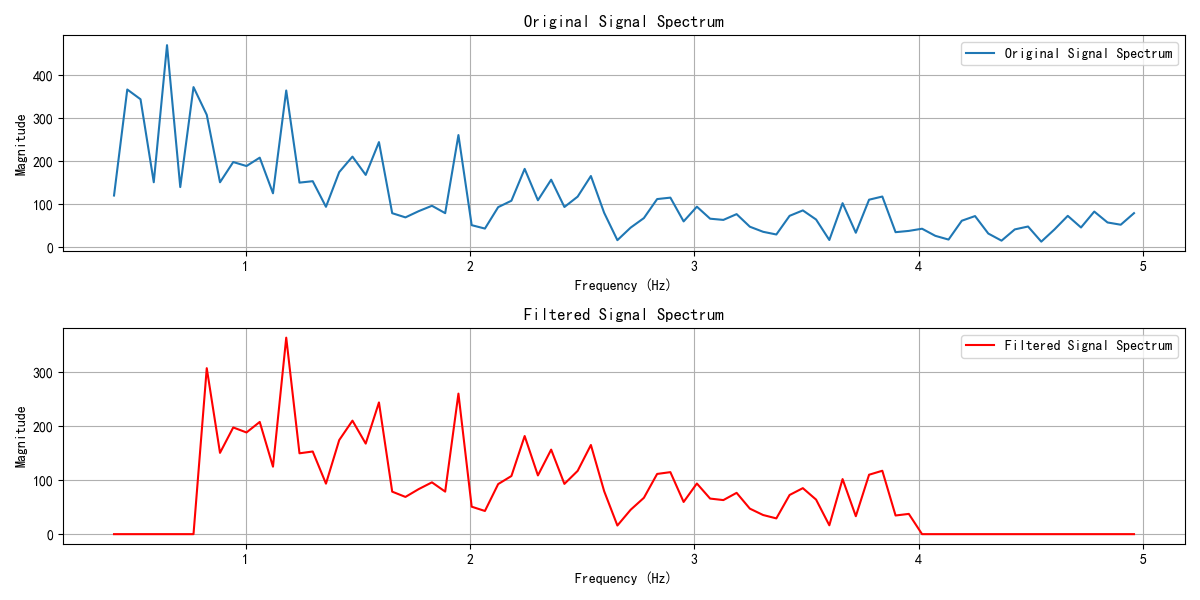 Original Signal Spectrum
Original Signal Spectrum
Magnitude
400
300
200
100
0
1
2
3
4
5
Frequency (Hz)
Filtered Signal Spectrum
Filtered Signal Spectrum
Magnitude
300
200
100
0
1
2
3
4
5
Frequency (Hz)